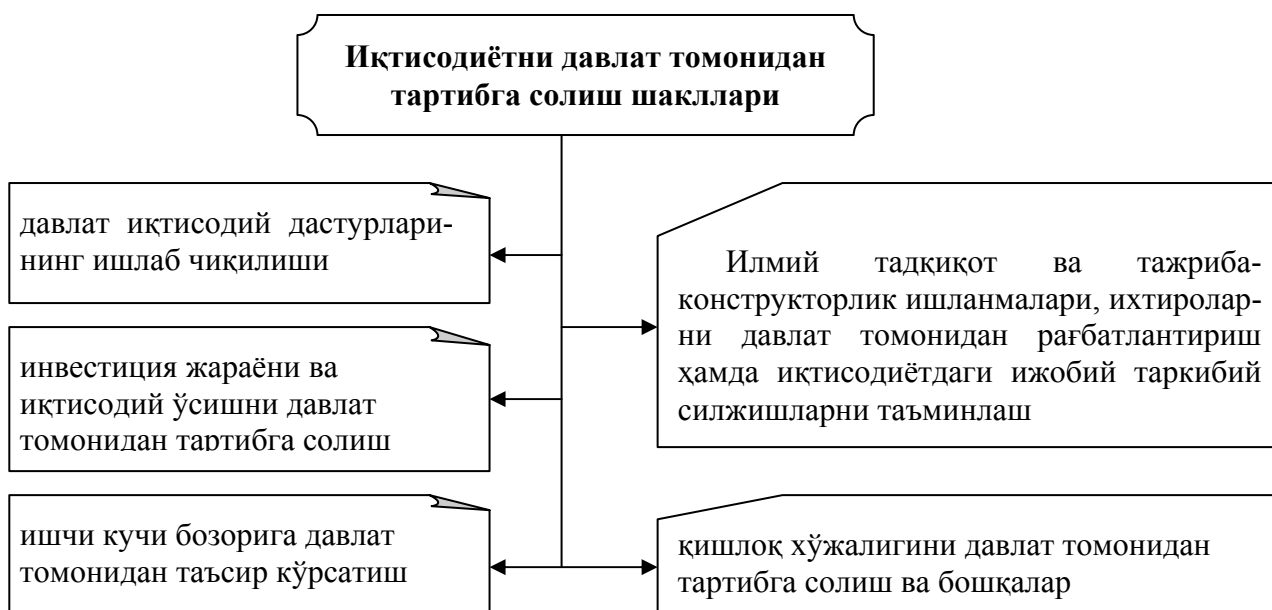 Иқтисодиётни давлат томонидан
тартибга солиш шакллари
давлат иқтисодий дастурлари-
нинг ишлаб чиқилиши
инвестиция жараёни ва
иқтисодий ўсишни давлат
томонидан тартибга солиш
ишчи кучи бозорига давлат
томонидан таъсир кўрсатиш
Илмий тадқиқот ва тажриба-
конструкторлик ишланмалари, ихтиролар-
ни давлат томонидан рағбатлантириш
ҳамда иқтисодиётдаги ижобий таркибий
силжишларни таъминлаш
қишлоқ хўжалигини давлат томонидан
тартибга солиш ва бошқалар